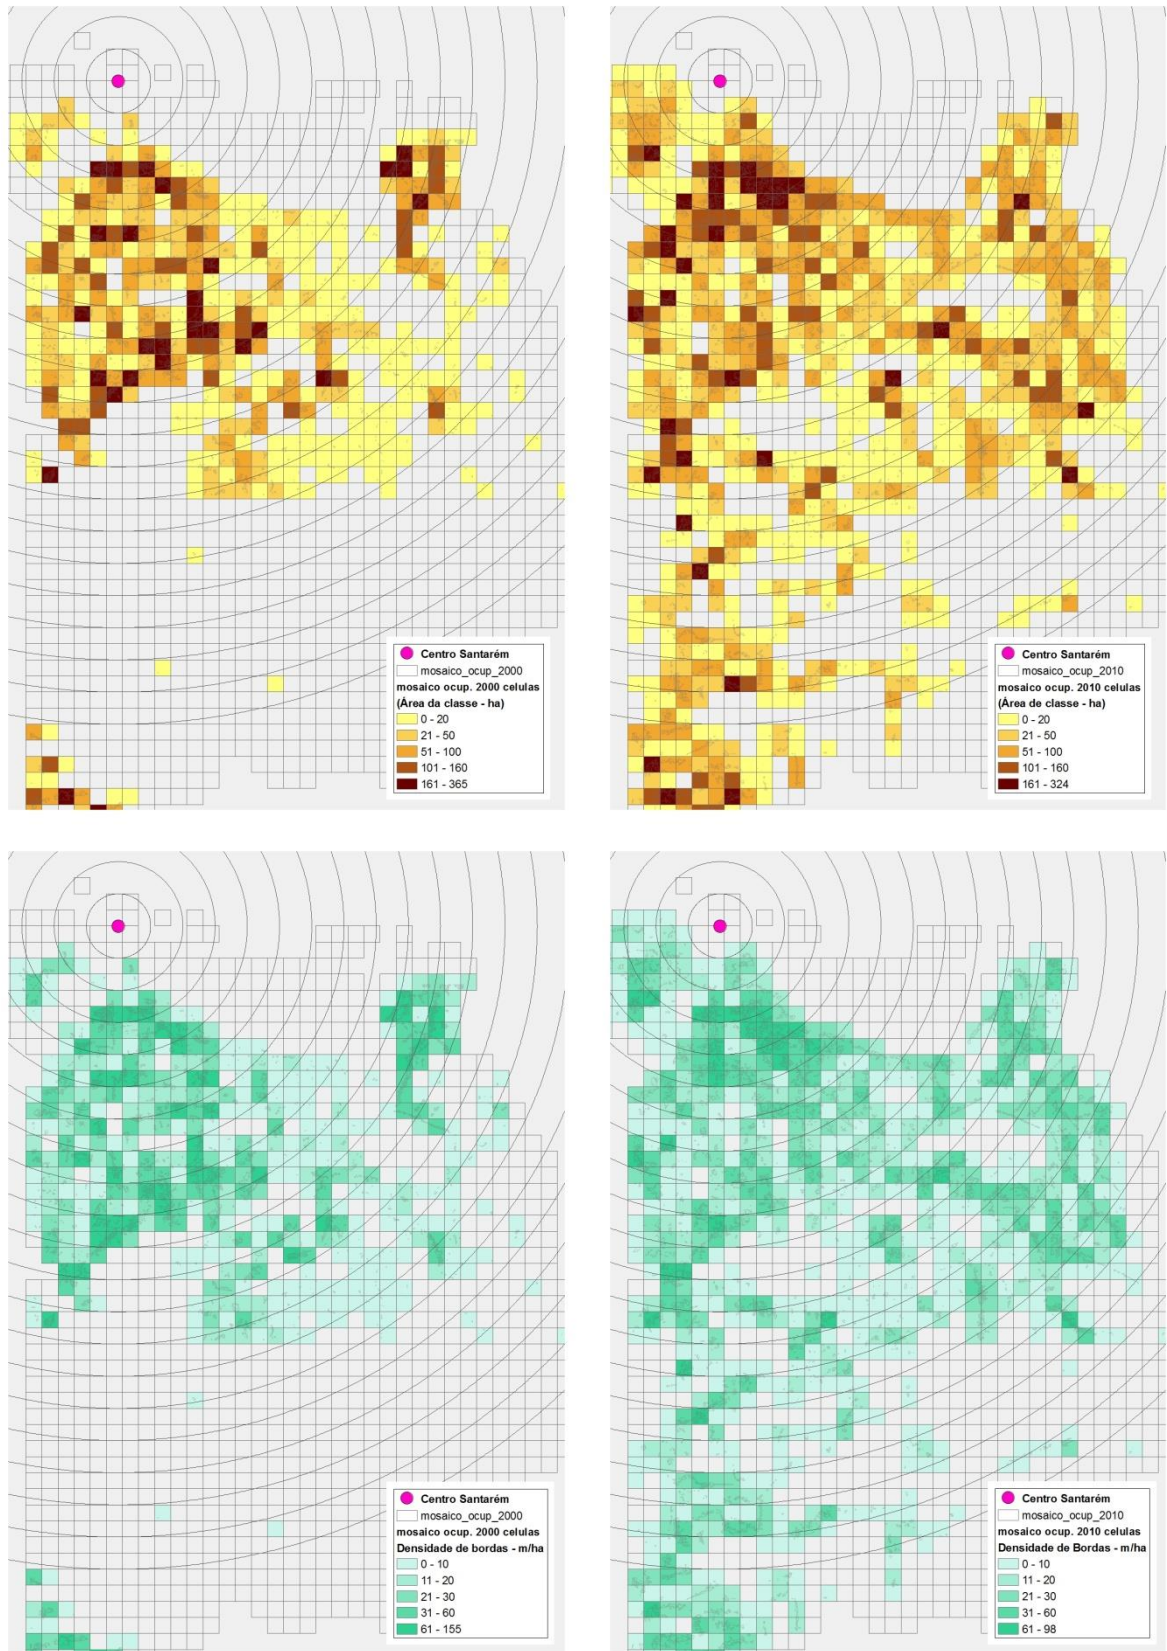 Centro Santarém
mosaico_ocup_2000
mosaico ocup. 2000 celulas
(Área da classe - ha)
0 - 20
21 - 50
51 - 100
101 - 160
161 - 365
Centro Santarém
mosaico_ocup_2010
mosaico ocup. 2010 celulas
(Área de classe - ha)
0 - 20
21 - 50
51 - 100
101 - 160
161 - 324
Centro Santarém
mosaico_ocup_2000
mosaico ocup. 2000 celulas
Densidade de bordas - m/ha
0 - 10
11 - 20
21 - 30
31 - 60
61 - 155
Centro Santarém
mosaico_ocup_2010
mosaico ocup. 2010 celulas
Densidade de Bordas - m/ha
0 - 10
11 - 20
21 - 30
31 - 60
61 - 98